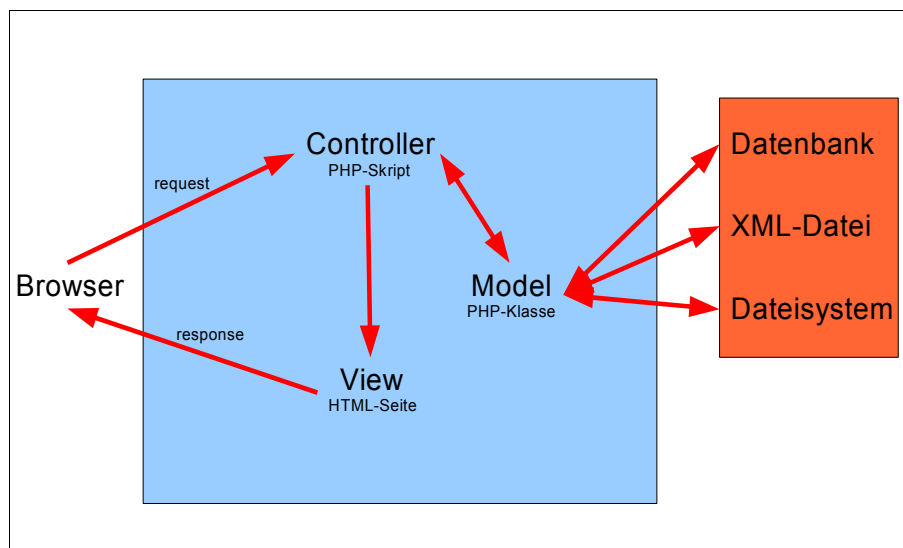 Controller
PHP-Skript
request
Browser
response
Model
PHP-Klasse
View
HTML-Seite
Datenbank
XML-Datei
Dateisystem